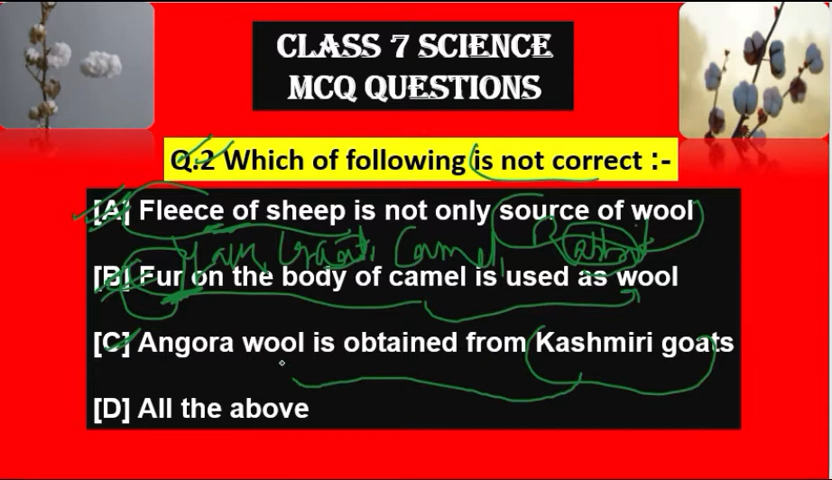 CLASS 7 SCIENCE
MCQ QUESTIONS
Q.2 Which of following is not correct :-
[A] Fleece of sheep is not only source of wool
Goat, Camel,
[B] Fur on the body of camel is used as wool
[C] Angora wool is obtained from Kashmiri goats
[D] All the above